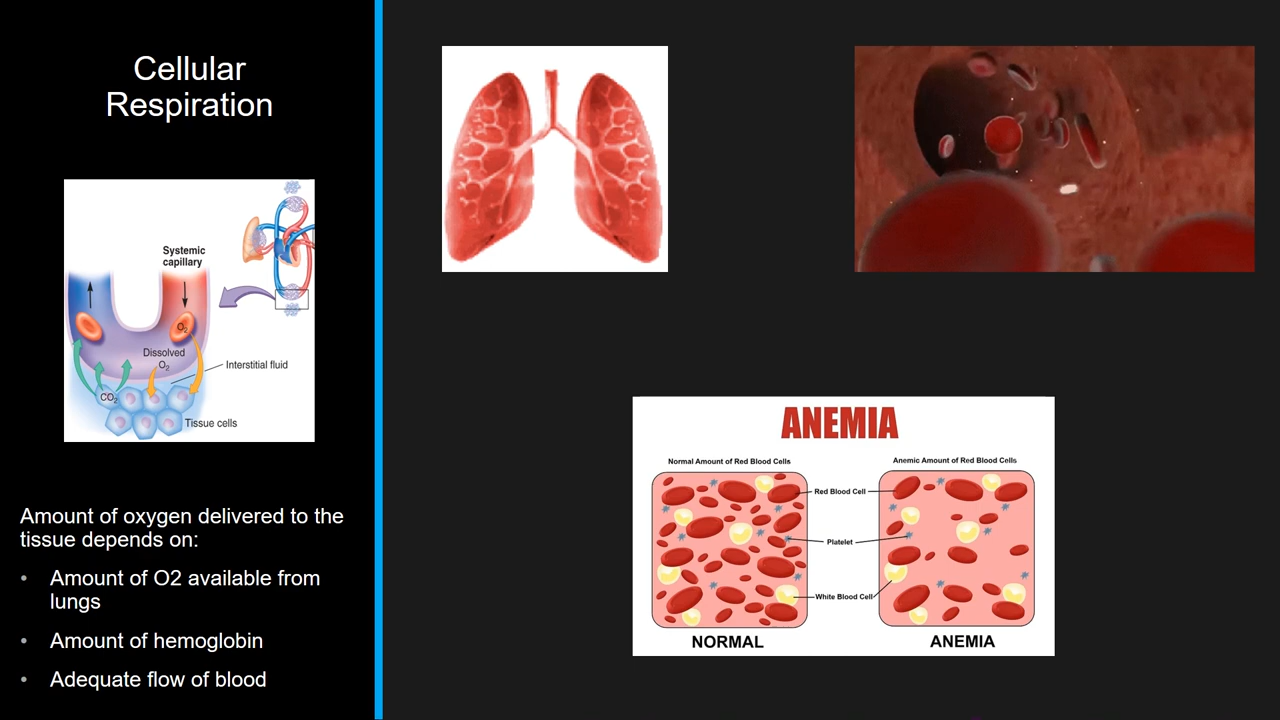 Cellular
Respiration
Systemic
capillary
O2
Dissolved
O2
Interstitial fluid
CO2
Tissue cells
Amount of oxygen delivered to the
tissue depends on:
• Amount of O2 available from
lungs
• Amount of hemoglobin
• Adequate flow of blood
ANEMIA
Normal Amount of Red Blood Cells
Anemic Amount of Red Blood Cells
Red Blood Cell
Platelet
White Blood Cell
NORMAL
ANEMIA